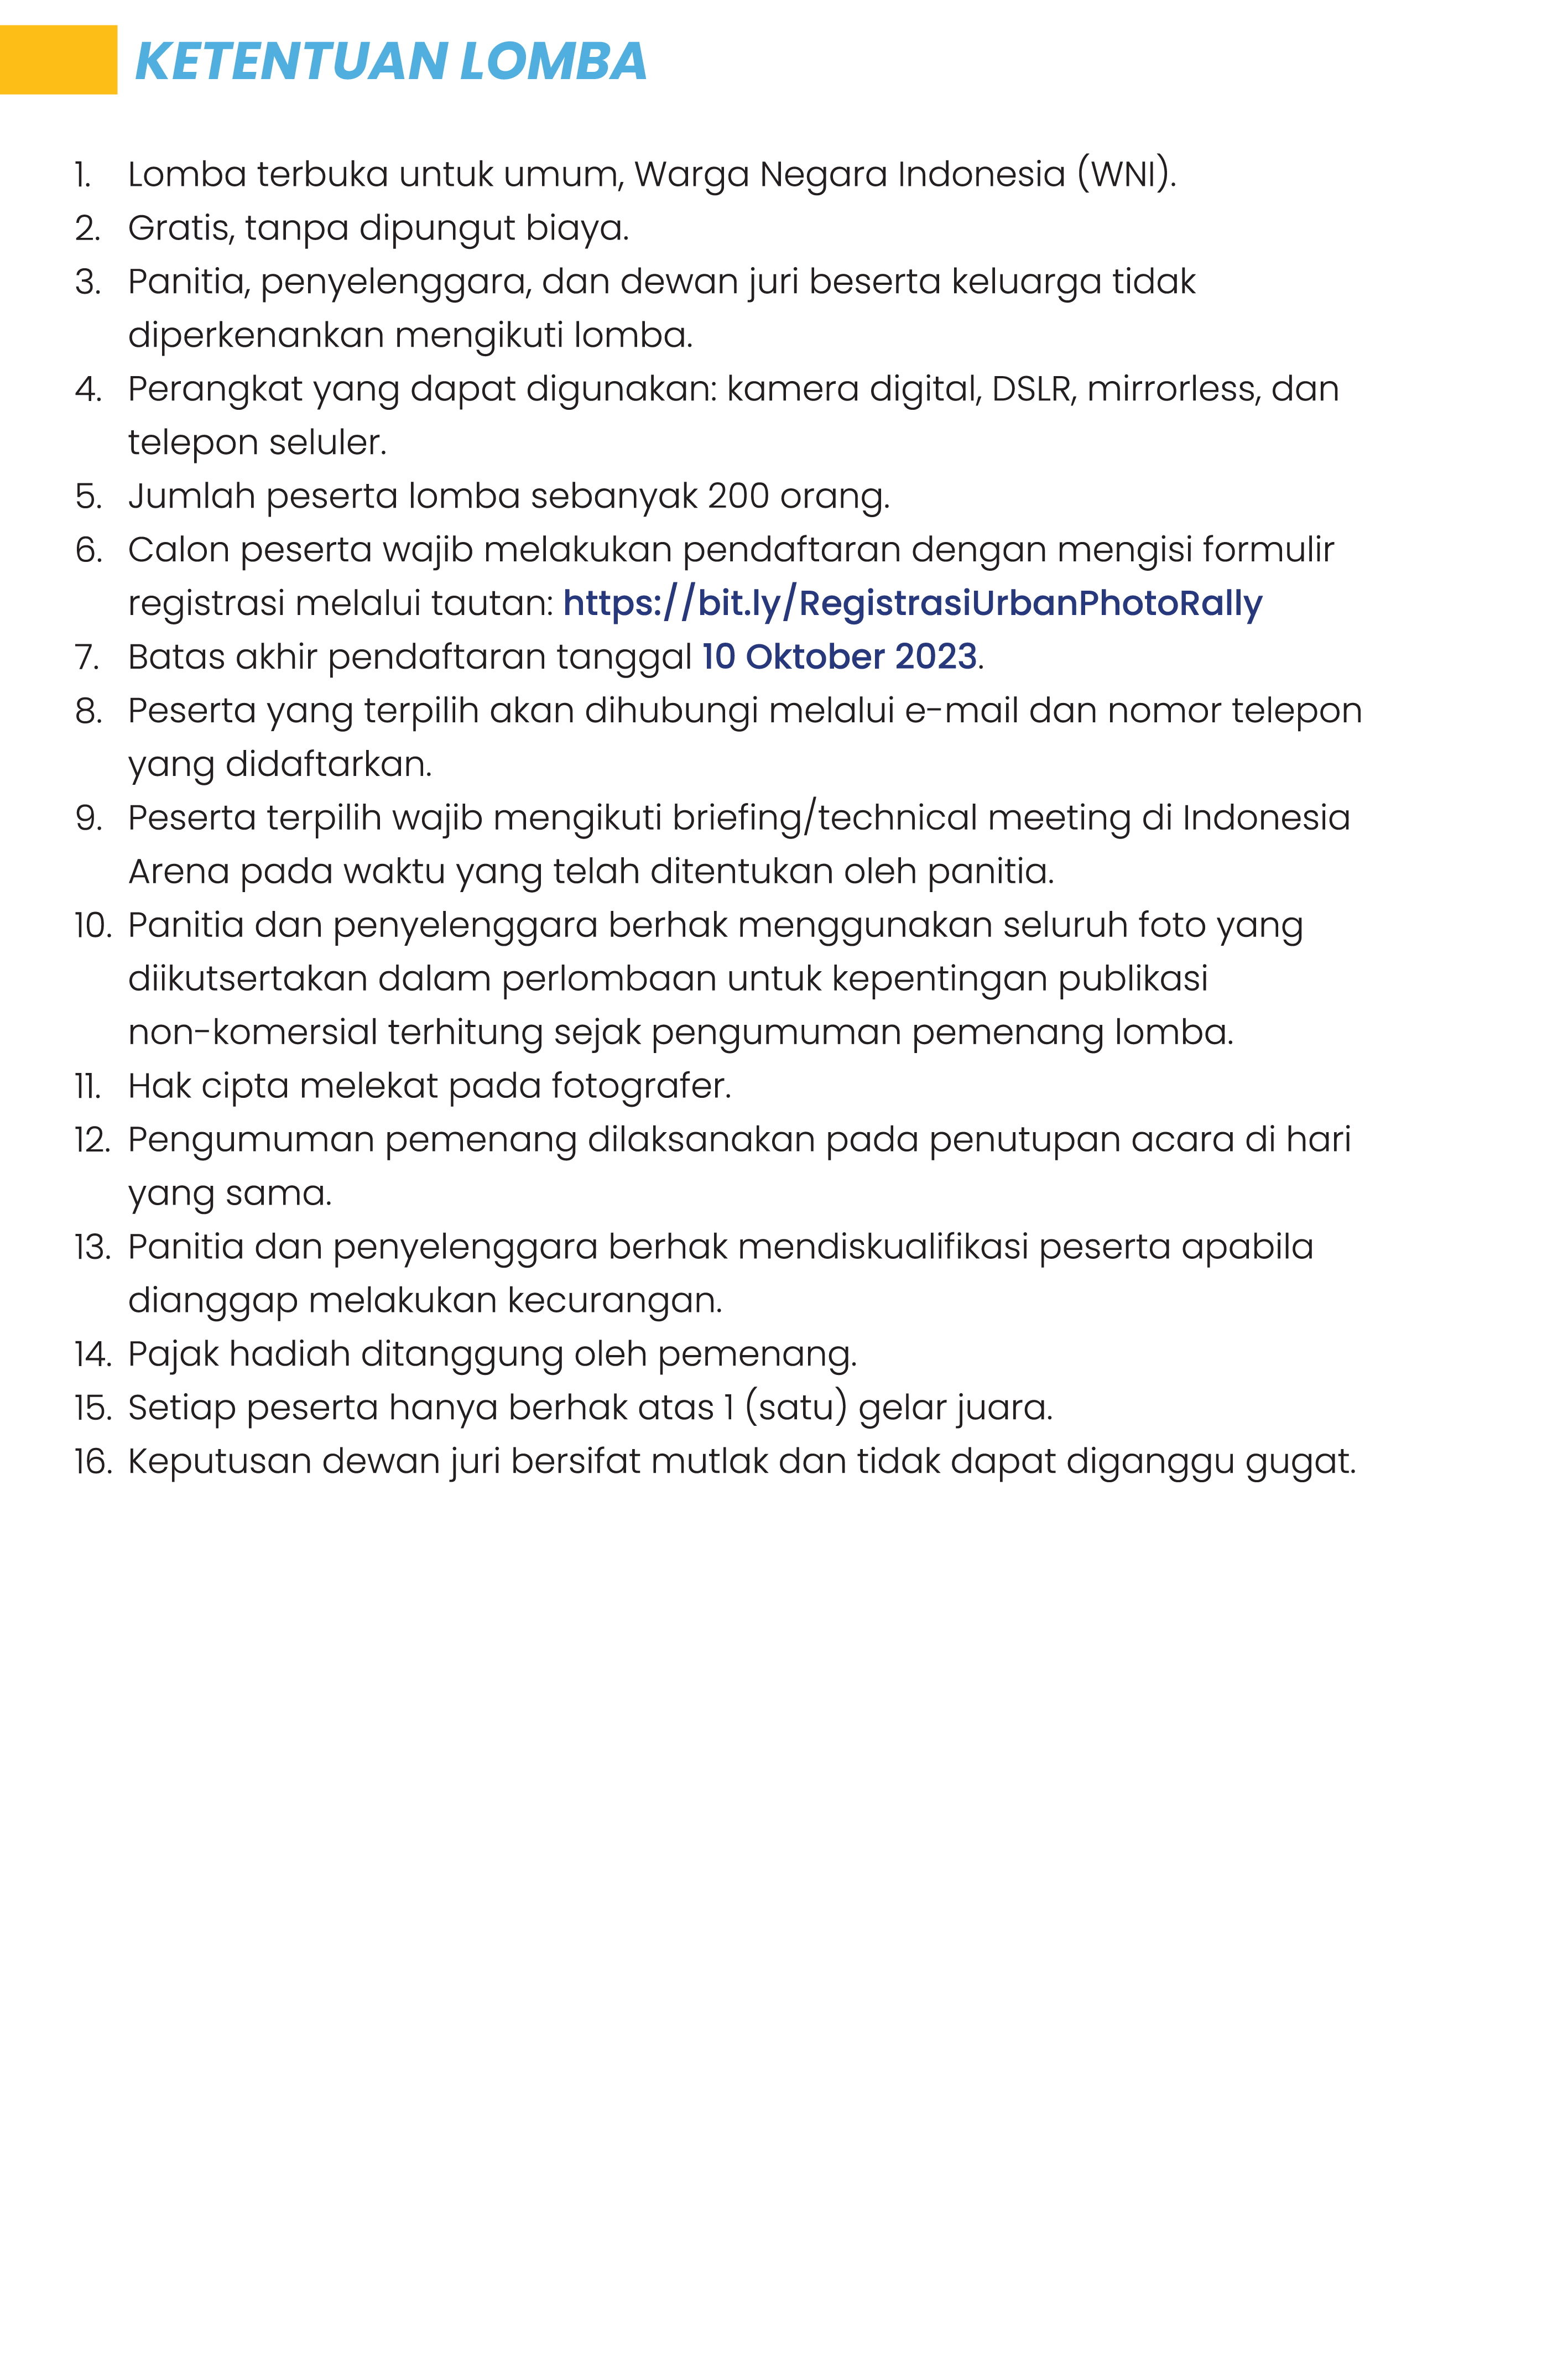 KETENTUAN LOMBA
1. Lomba terbuka untuk umum, Warga Negara Indonesia (WNI).
2. Gratis, tanpa dipungut biaya.
3. Panitia, penyelenggara, dan dewan juri beserta keluarga tidak
diperkenankan mengikuti lomba.
4. Perangkat yang dapat digunakan: kamera digital, DSLR, mirrorless, dan
telepon seluler.
5. Jumlah peserta lomba sebanyak 200 orang.
6. Calon peserta wajib melakukan pendaftaran dengan mengisi formulir
registrasi melalui tautan: https://bit.ly/RegistrasiUrbanPhotoRally
7. Batas akhir pendaftaran tanggal 10 Oktober 2023.
8. Peserta yang terpilih akan dihubungi melalui e-mail dan nomor telepon
yang didaftarkan.
9. Peserta terpilih wajib mengikuti briefing/technical meeting di Indonesia
Arena pada waktu yang telah ditentukan oleh panitia.
10. Panitia dan penyelenggara berhak menggunakan seluruh foto yang
diikutsertakan dalam perlombaan untuk kepentingan publikasi
non-komersial terhitung sejak pengumuman pemenang lomba.
11. Hak cipta melekat pada fotografer.
12. Pengumuman pemenang dilaksanakan pada penutupan acara di hari
yang sama.
13. Panitia dan penyelenggara berhak mendiskualifikasi peserta apabila
dianggap melakukan kecurangan.
14. Pajak hadiah ditanggung oleh pemenang.
15. Setiap peserta hanya berhak atas 1 (satu) gelar juara.
16. Keputusan dewan juri bersifat mutlak dan tidak dapat diganggu gugat.